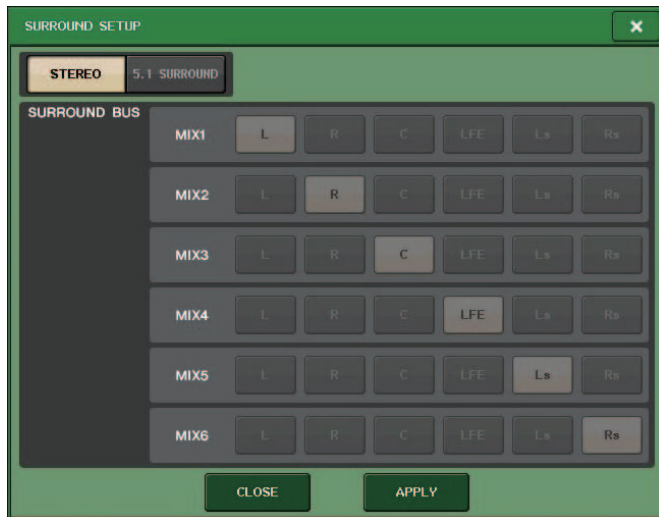 SURROUND SETUP
STEREO 5.1 SURROUND
SURROUND BUS
MIX1 L R C LFE Ls Rs
MIX2 L R C LFE Ls Rs
MIX3 L R C LFE Ls Rs
MIX4 L R C LFE Ls Rs
MIX5 L R C LFE Ls Rs
MIX6 L R C LFE Ls Rs
CLOSE APPLY